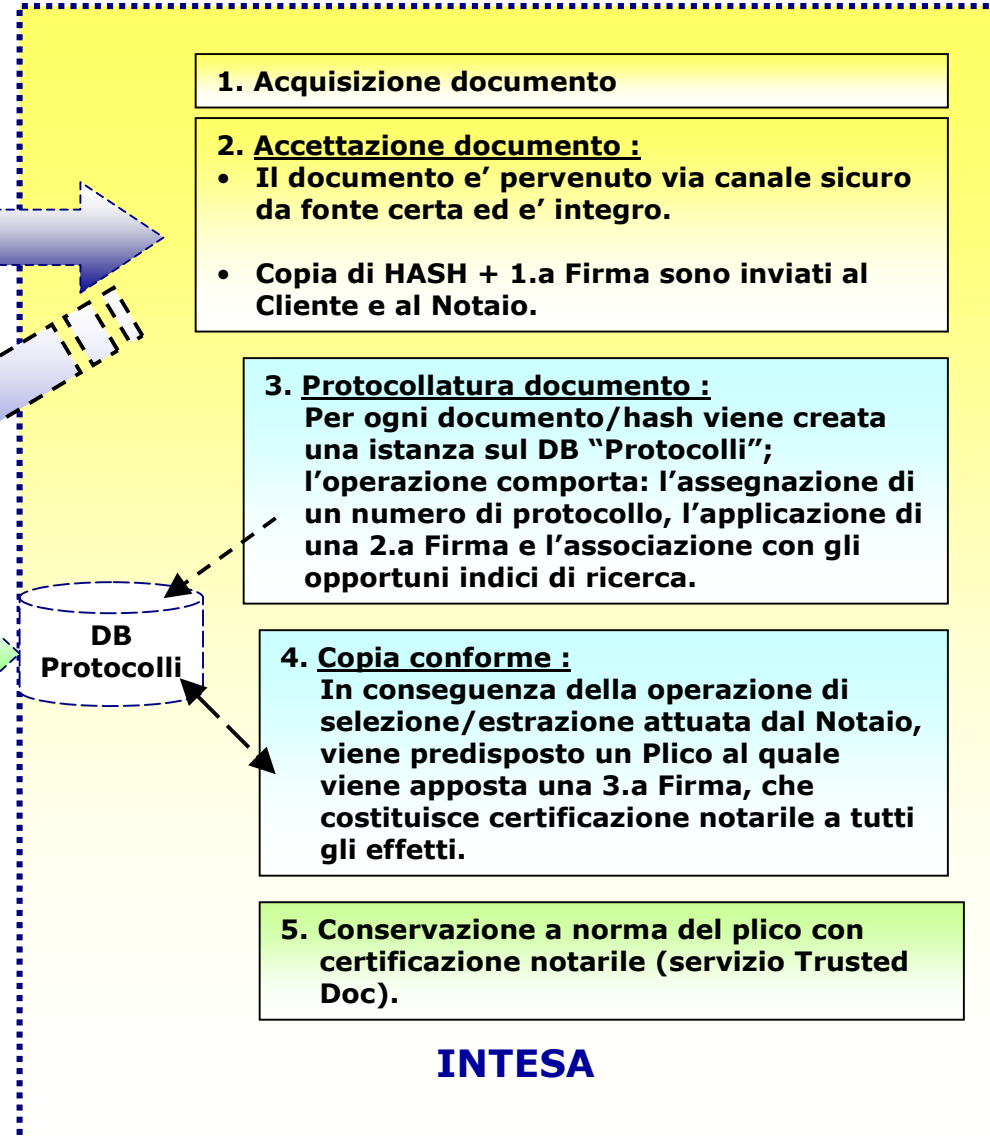 1. Acquisizione documento
2. Accettazione documento :
• Il documento e’ pervenuto via canale sicuro
da fonte certa ed e’ integro.
• Copia di HASH + 1.a Firma sono inviati al
Cliente e al Notaio.
3. Protocollatura documento :
Per ogni documento/hash viene creata
una istanza sul DB “Protocolli”;
l’operazione comporta: l’assegnazione di
un numero di protocollo, l’applicazione di
una 2.a Firma e l’associazione con gli
opportuni indici di ricerca.
DB
Protocolli
4. Copia conforme :
In conseguenza della operazione di
selezione/estrazione attuata dal Notaio,
viene predisposto un Plico al quale
viene apposta una 3.a Firma, che
costituisce certificazione notarile a tutti
gli effetti.
5. Conservazione a norma del plico con
certificazione notarile (servizio Trusted
Doc).
INTESA